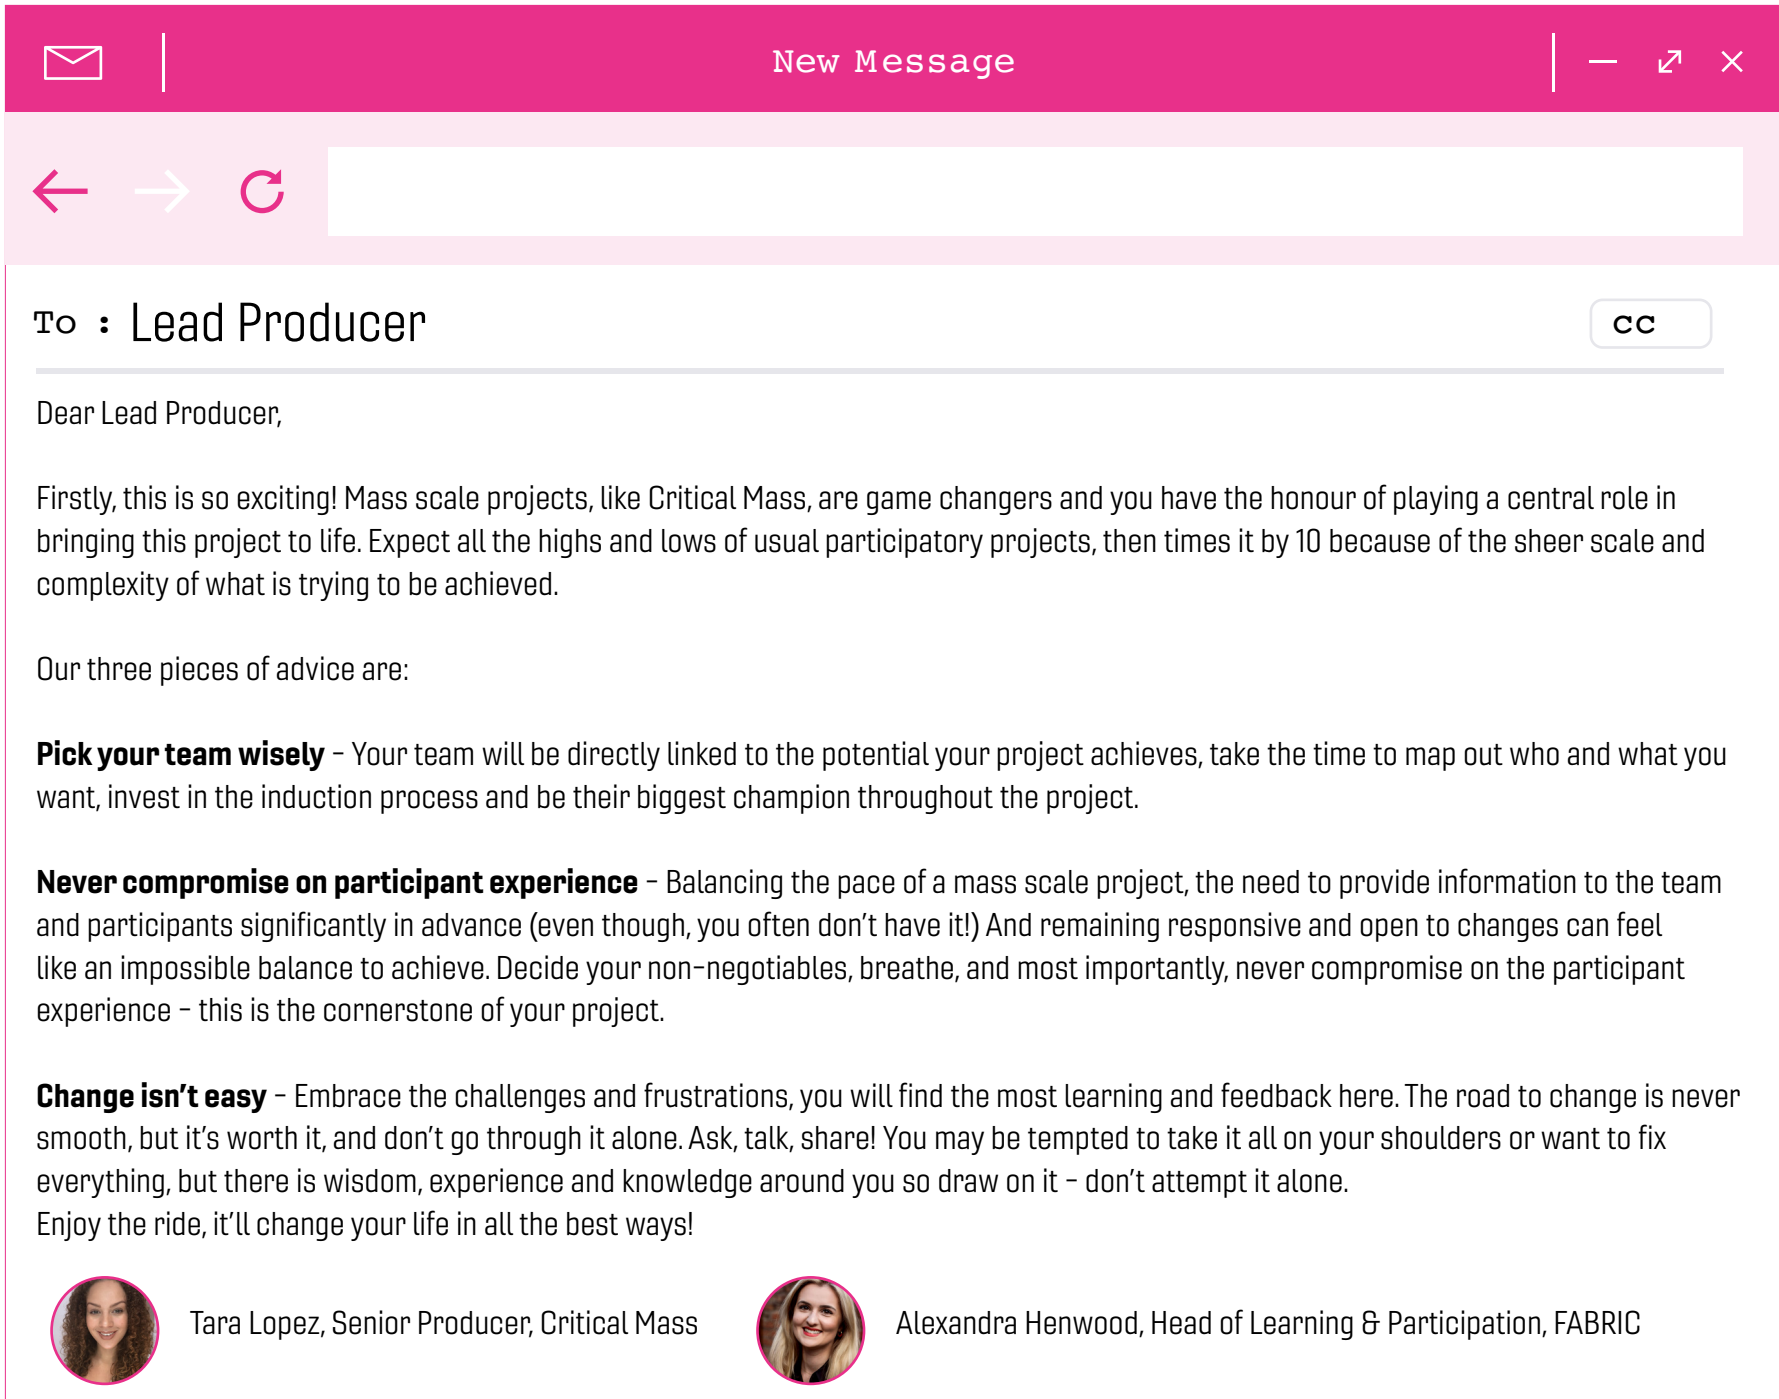 New Message
To : Lead Producer
CC
Dear Lead Producer,
Firstly, this is so exciting! Mass scale projects, like Critical Mass, are game changers and you have the honour of playing a central role in
bringing this project to life. Expect all the highs and lows of usual participatory projects, then times it by 10 because of the sheer scale and
complexity of what is trying to be achieved.
Our three pieces of advice are:
Pick your team wisely – Your team will be directly linked to the potential your project achieves, take the time to map out who and what you
want, invest in the induction process and be their biggest champion throughout the project.
Never compromise on participant experience – Balancing the pace of a mass scale project, the need to provide information to the team
and participants significantly in advance (even though, you often don’t have it!) And remaining responsive and open to changes can feel
like an impossible balance to achieve. Decide your non-negotiables, breathe, and most importantly, never compromise on the participant
experience – this is the cornerstone of your project.
Change isn’t easy – Embrace the challenges and frustrations, you will find the most learning and feedback here. The road to change is never
smooth, but it’s worth it, and don’t go through it alone. Ask, talk, share! You may be tempted to take it all on your shoulders or want to fix
everything, but there is wisdom, experience and knowledge around you so draw on it – don’t attempt it alone.
Enjoy the ride, it’ll change your life in all the best ways!
Tara Lopez, Senior Producer, Critical Mass
Alexandra Henwood, Head of Learning & Participation, FABRIC